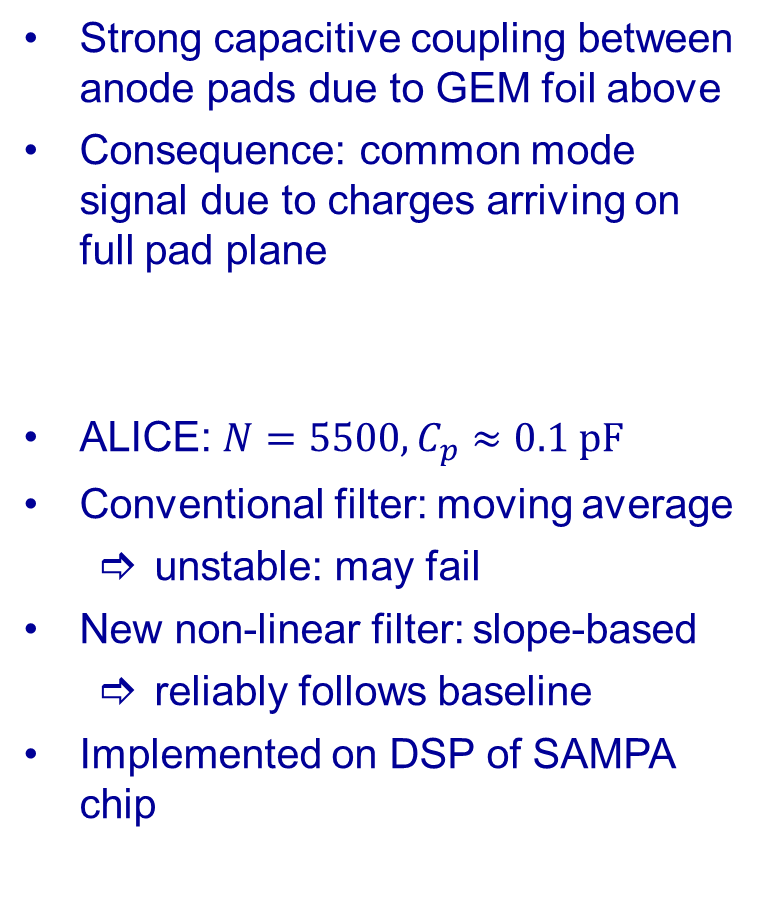 • Strong capacitive coupling between
anode pads due to GEM foil above
• Consequence: common mode
signal due to charges arriving on
full pad plane
• ALICE: 𝑁 = 5500, 𝐶𝑝 ≈ 0.1 pF
• Conventional filter: moving average
⇨ unstable: may fail
• New non-linear filter: slope-based
⇨ reliably follows baseline
• Implemented on DSP of SAMPA
chip